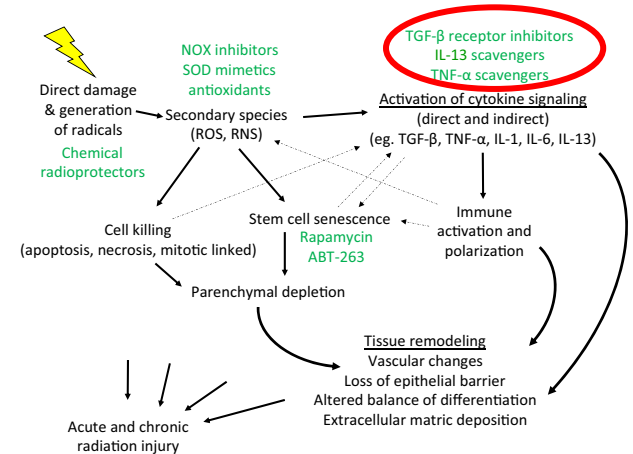 TGF-β receptor inhibitors
IL-13 scavengers
TNF-α scavengers
NOX inhibitors
SOD mimetics
antioxidants
Direct damage
& generation
of radicals
Chemical
radioprotectors
Secondary species
(ROS, RNS)
Activation of cytokine signaling
(direct and indirect)
(eg. TGF-β, TNF-α, IL-1, IL-6, IL-13)
Cell killing
(apoptosis, necrosis, mitotic linked)
Stem cell senescence
Rapamycin
ABT-263
Immune
activation and
polarization
Parenchymal depletion
Tissue remodeling
Vascular changes
Loss of epithelial barrier
Altered balance of differentiation
Extracellular matric deposition
Acute and chronic
radiation injury